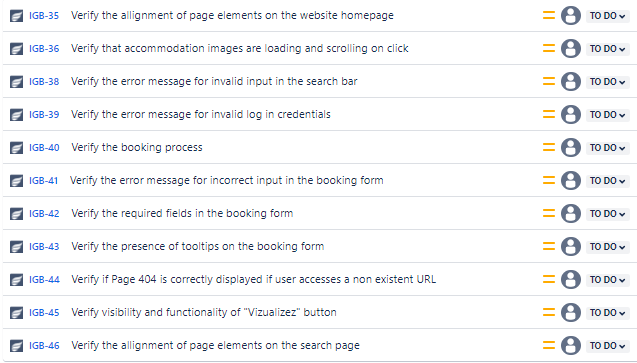 IGB-35 Verify the allignment of page elements on the website homepage TO DO
IGB-36 Verify that accommodation images are loading and scrolling on click TO DO
IGB-38 Verify the error message for invalid input in the search bar TO DO
IGB-39 Verify the error message for invalid log in credentials TO DO
IGB-40 Verify the booking process TO DO
IGB-41 Verify the error message for incorrect input in the booking form TO DO
IGB-42 Verify the required fields in the booking form TO DO
IGB-43 Verify the presence of tooltips on the booking form TO DO
IGB-44 Verify if Page 404 is correctly displayed if user accesses a non existent URL TO DO
IGB-45 Verify visibility and functionality of "Vizualizez" button TO DO
IGB-46 Verify the allignment of page elements on the search page TO DO